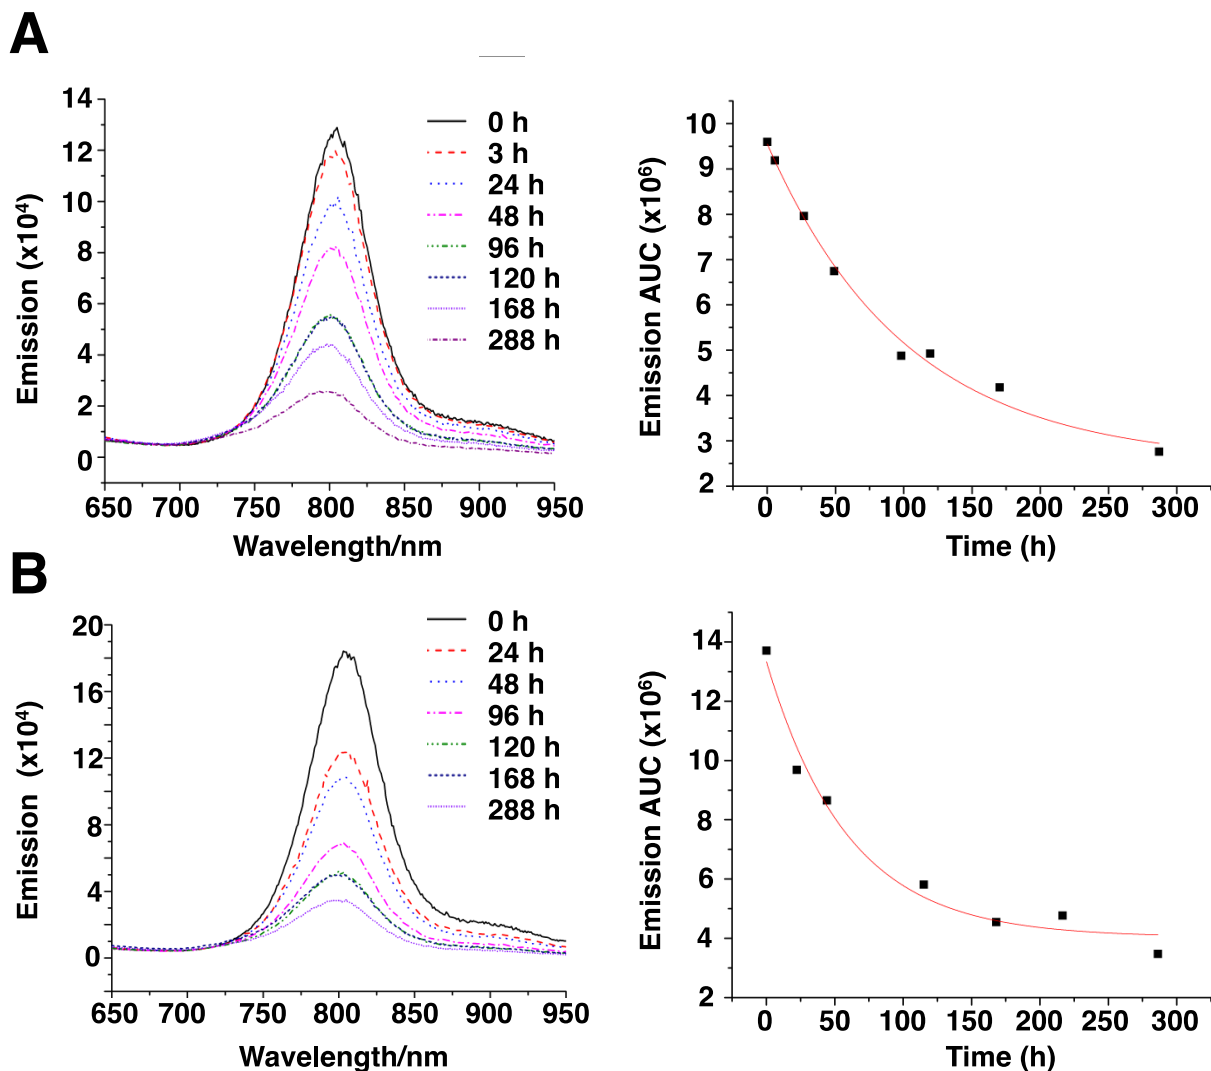 A
14
12
10
8
6
4
2
0
Emission (x10⁴)
0 h
3 h
24 h
48 h
96 h
120 h
168 h
288 h
650 700 750 800 850 900 950
Wavelength/nm
10
9
8
7
6
5
4
3
2
Emission AUC (x10⁶)
0 50 100 150 200 250 300
Time (h)
B
20
16
12
8
4
0
Emission (x10⁴)
0 h
24 h
48 h
96 h
120 h
168 h
288 h
650 700 750 800 850 900 950
Wavelength/nm
14
12
10
8
6
4
2
Emission AUC (x10⁶)
0 50 100 150 200 250 300
Time (h)